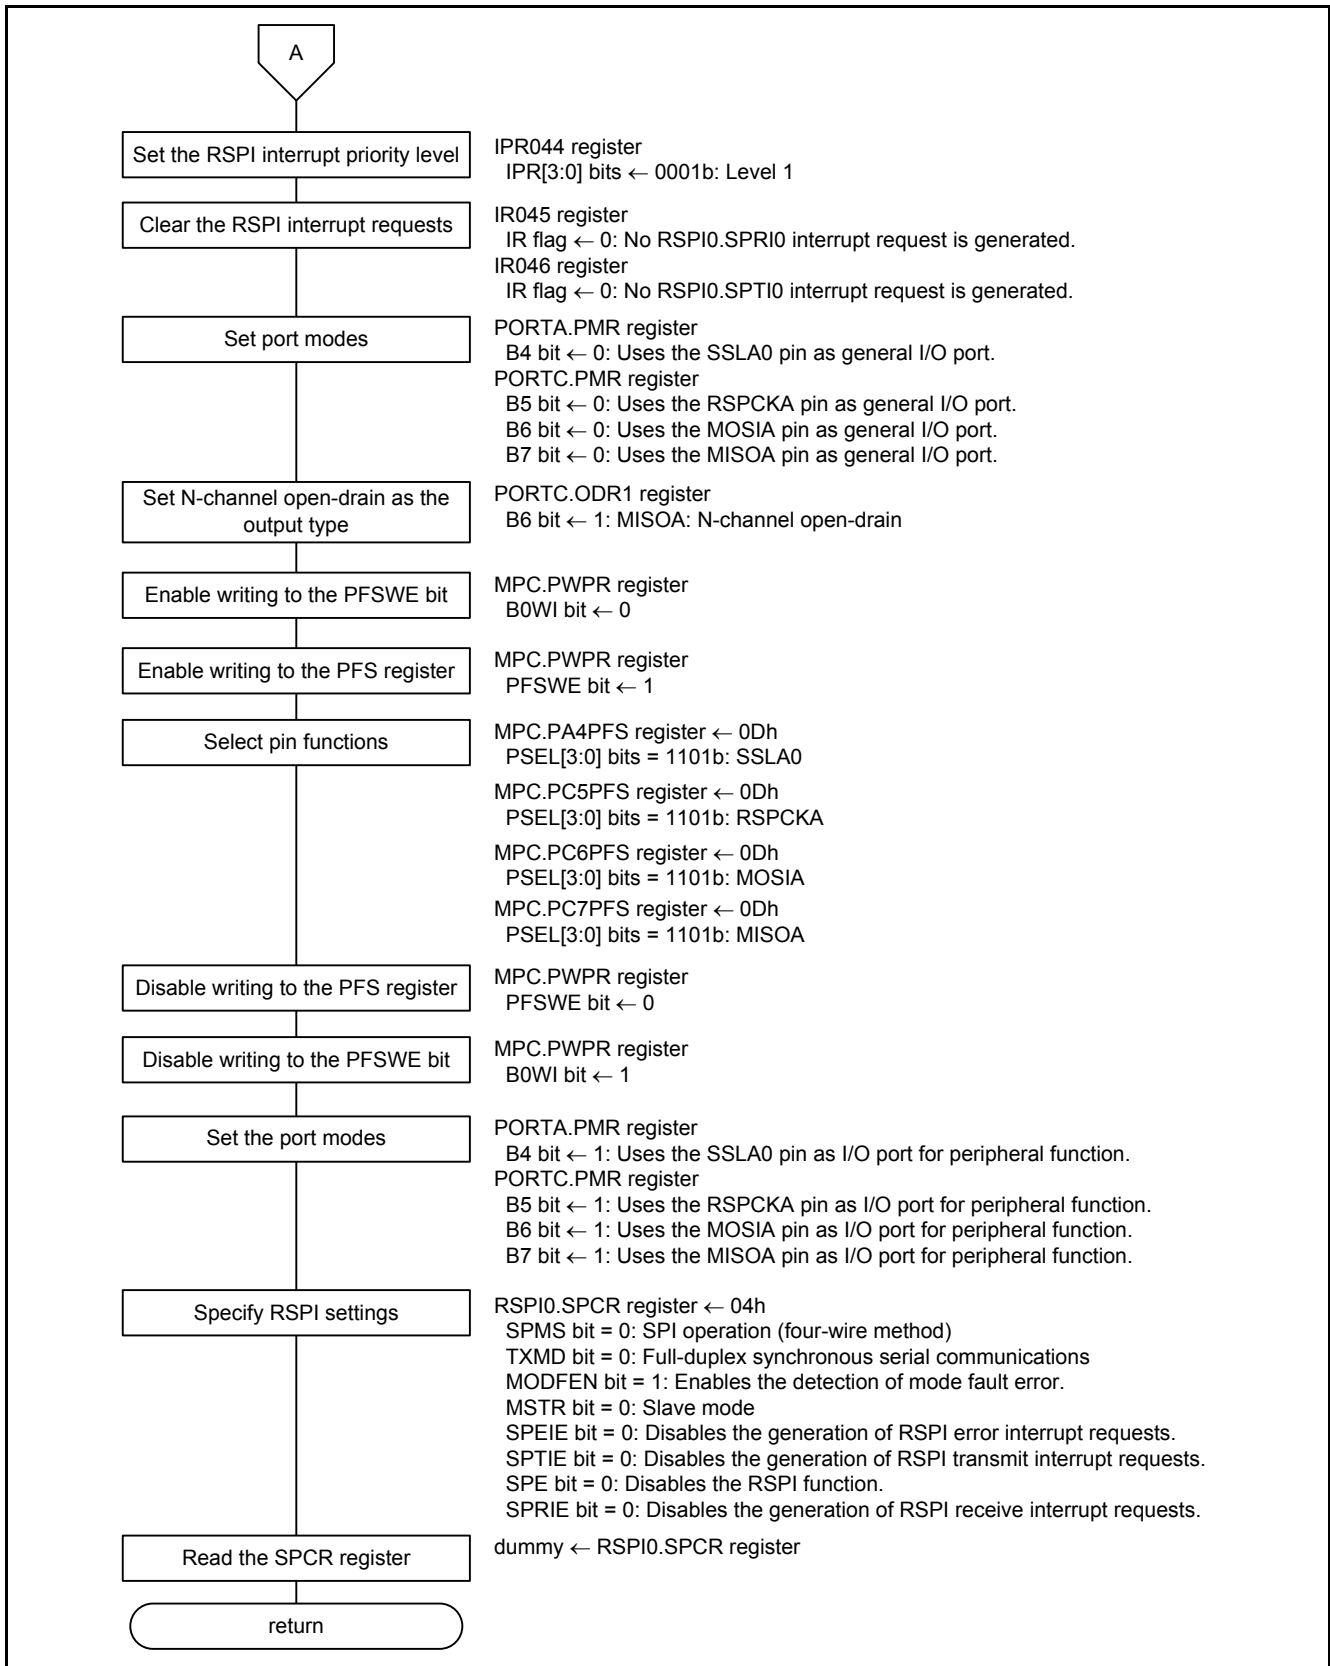 A
Set the RSPI interrupt priority level
IPR044 register
IPR[3:0] bits ← 0001b: Level 1
Clear the RSPI interrupt requests
IR045 register
IR flag ← 0: No RSPI0.SPRI0 interrupt request is generated.
IR046 register
IR flag ← 0: No RSPI0.SPTI0 interrupt request is generated.
Set port modes
PORTA.PMR register
B4 bit ← 0: Uses the SSLA0 pin as general I/O port.
PORTC.PMR register
B5 bit ← 0: Uses the RSPCKA pin as general I/O port.
B6 bit ← 0: Uses the MOSIA pin as general I/O port.
B7 bit ← 0: Uses the MISOA pin as general I/O port.
Set N-channel open-drain as the
output type
PORTC.ODR1 register
B6 bit ← 1: MISOA: N-channel open-drain
Enable writing to the PFSWE bit
MPC.PWPR register
B0WI bit ← 0
Enable writing to the PFS register
MPC.PWPR register
PFSWE bit ← 1
Select pin functions
MPC.PA4PFS register ← 0Dh
PSEL[3:0] bits = 1101b: SSLA0
MPC.PC5PFS register ← 0Dh
PSEL[3:0] bits = 1101b: RSPCKA
MPC.PC6PFS register ← 0Dh
PSEL[3:0] bits = 1101b: MOSIA
MPC.PC7PFS register ← 0Dh
PSEL[3:0] bits = 1101b: MISOA
Disable writing to the PFS register
MPC.PWPR register
PFSWE bit ← 0
Disable writing to the PFSWE bit
MPC.PWPR register
B0WI bit ← 1
Set the port modes
PORTA.PMR register
B4 bit ← 1: Uses the SSLA0 pin as I/O port for peripheral function.
PORTC.PMR register
B5 bit ← 1: Uses the RSPCKA pin as I/O port for peripheral function.
B6 bit ← 1: Uses the MOSIA pin as I/O port for peripheral function.
B7 bit ← 1: Uses the MISOA pin as I/O port for peripheral function.
Specify RSPI settings
RSPI0.SPCR register ← 04h
SPMS bit = 0: SPI operation (four-wire method)
TXMD bit = 0: Full-duplex synchronous serial communications
MODFEN bit = 1: Enables the detection of mode fault error.
MSTR bit = 0: Slave mode
SPEIE bit = 0: Disables the generation of RSPI error interrupt requests.
SPTIE bit = 0: Disables the generation of RSPI transmit interrupt requests.
SPE bit = 0: Disables the RSPI function.
SPRIE bit = 0: Disables the generation of RSPI receive interrupt requests.
Read the SPCR register
dummy ← RSPI0.SPCR register
return